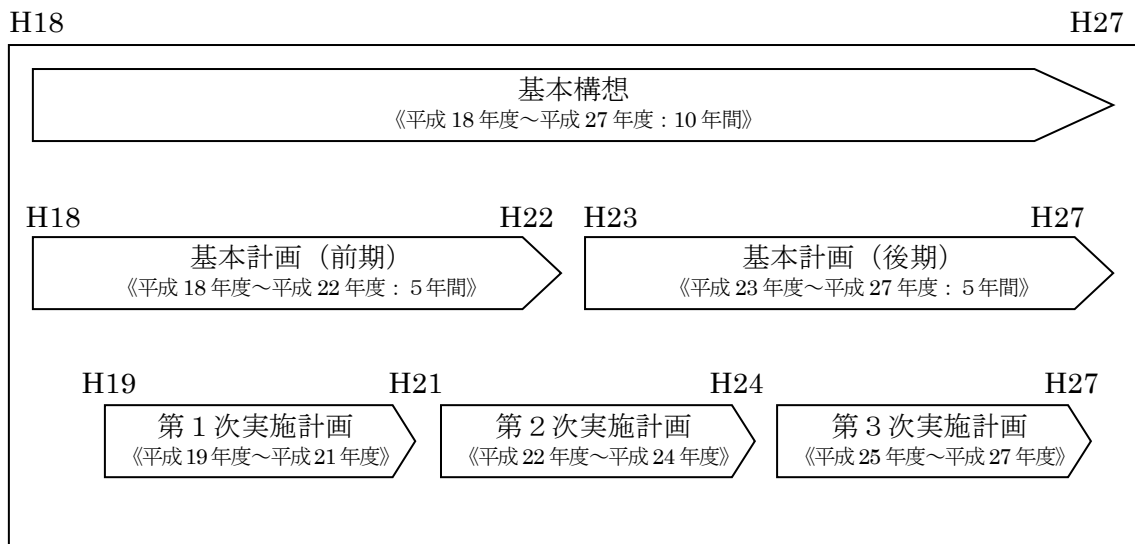 H18 H27
基本構想
《平成 18 年度～平成 27 年度：10 年間》
H18 H22 H23 H27
基本計画（前期） 基本計画（後期）
《平成 18 年度～平成 22 年度：５年間》 《平成 23 年度～平成 27 年度：５年間》
H19 H21 H24 H27
第１次実施計画 第２次実施計画 第３次実施計画
《平成 19 年度～平成 21 年度》 《平成 22 年度～平成 24 年度》 《平成 25 年度～平成 27 年度》